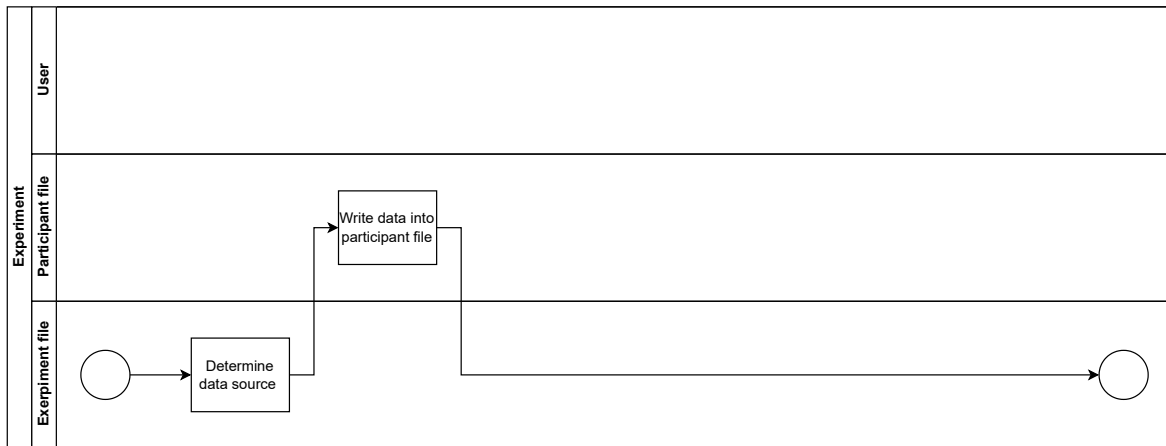 Experiment
User
Participant file
Exerpiment file
Write data into
participant file
Determine
data source